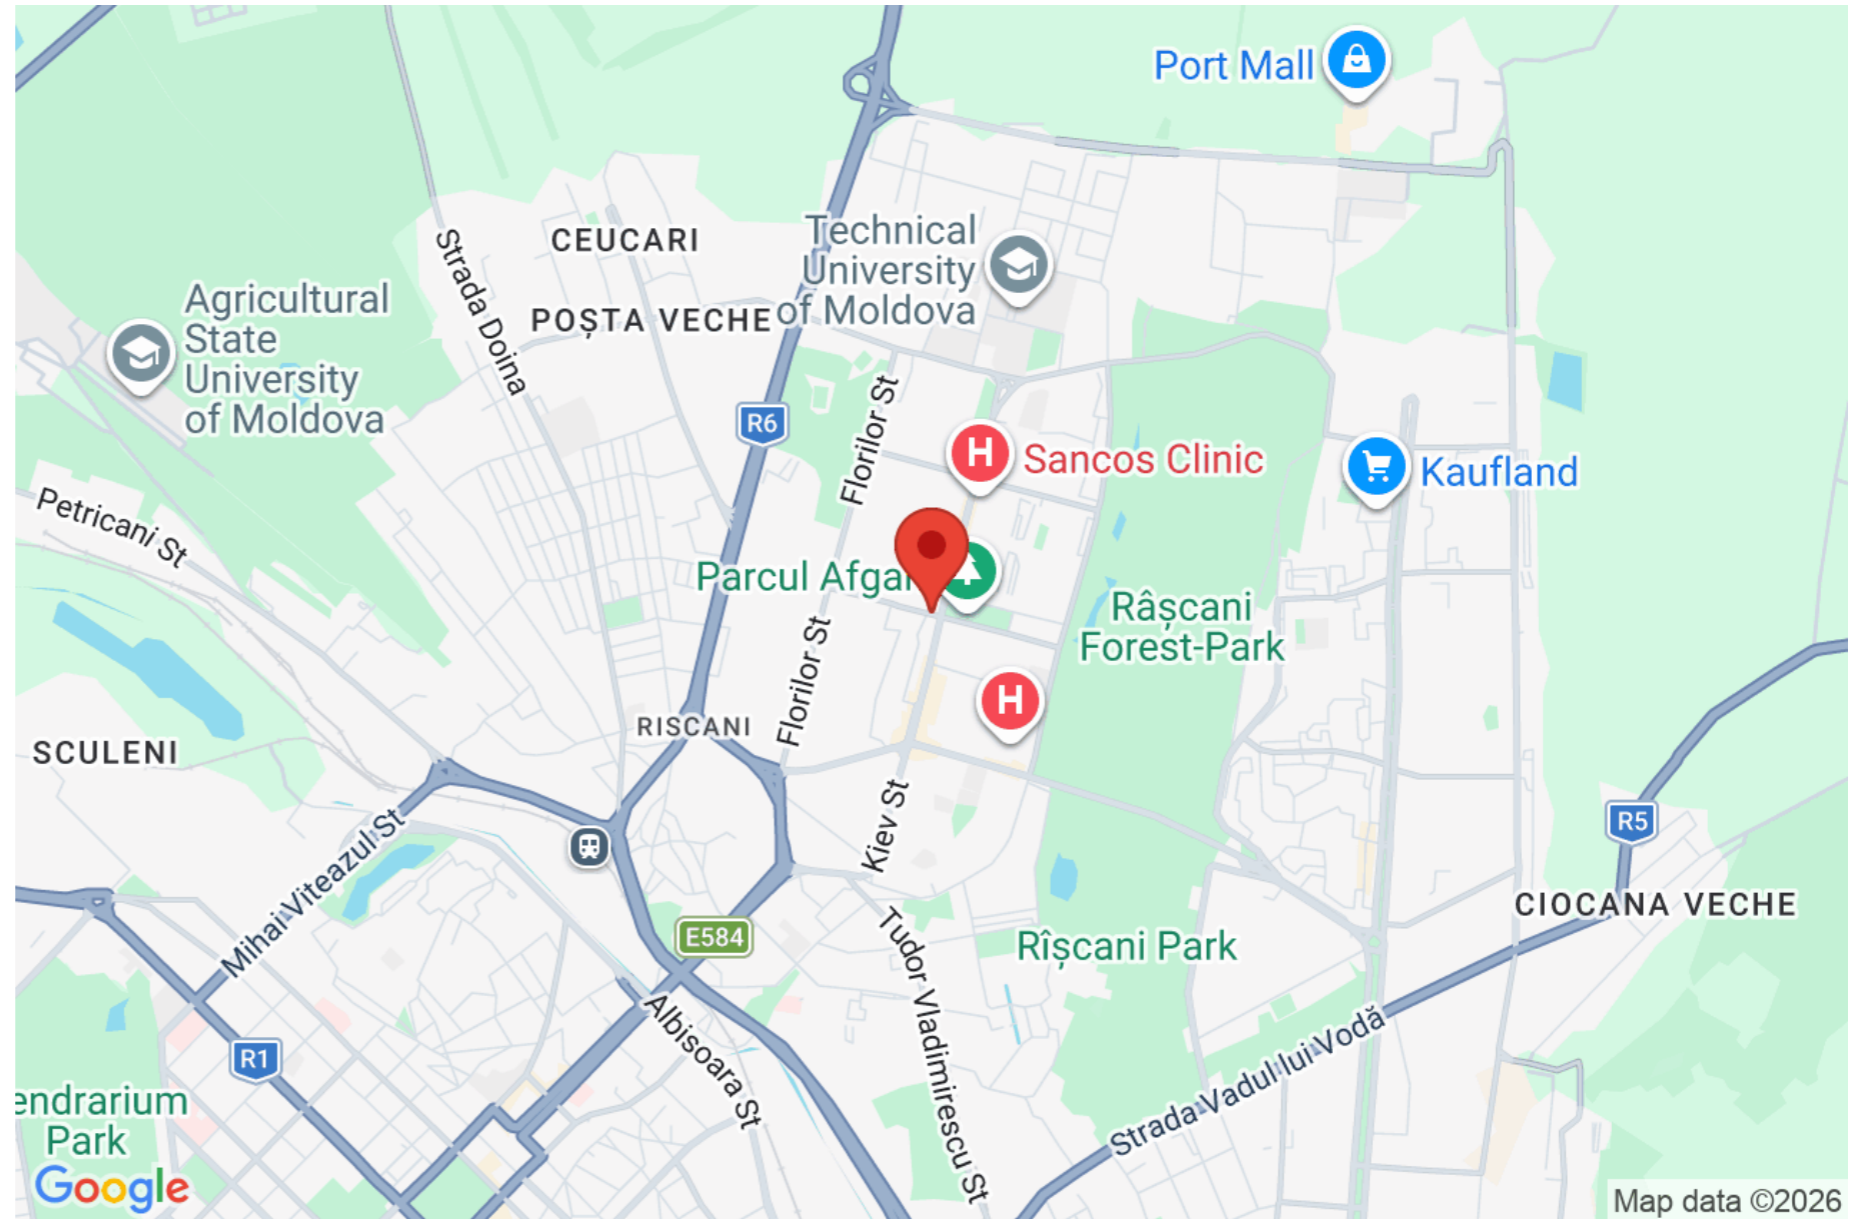 Port Mall
CEUCARI
Technical
University
of Moldova
Strada Doina
Agricultural
State
University
of Moldova
POȘTA VECHE
Florilor St
R6
H
Sancos Clinic
Kaufland
Petricani St
Parcul Afgan
Râșcani
Forest-Park
Florilor St
H
RISCANI
SCULENI
Mihai Viteazul St
Kiev St
R5
CIOCANA VECHE
E584
Tudor Vladimirescu St
Rîșcani Park
Albisoara St
R1
Strada Vadul lui Vodă
endrarium
Park
Google
Map data ©2026